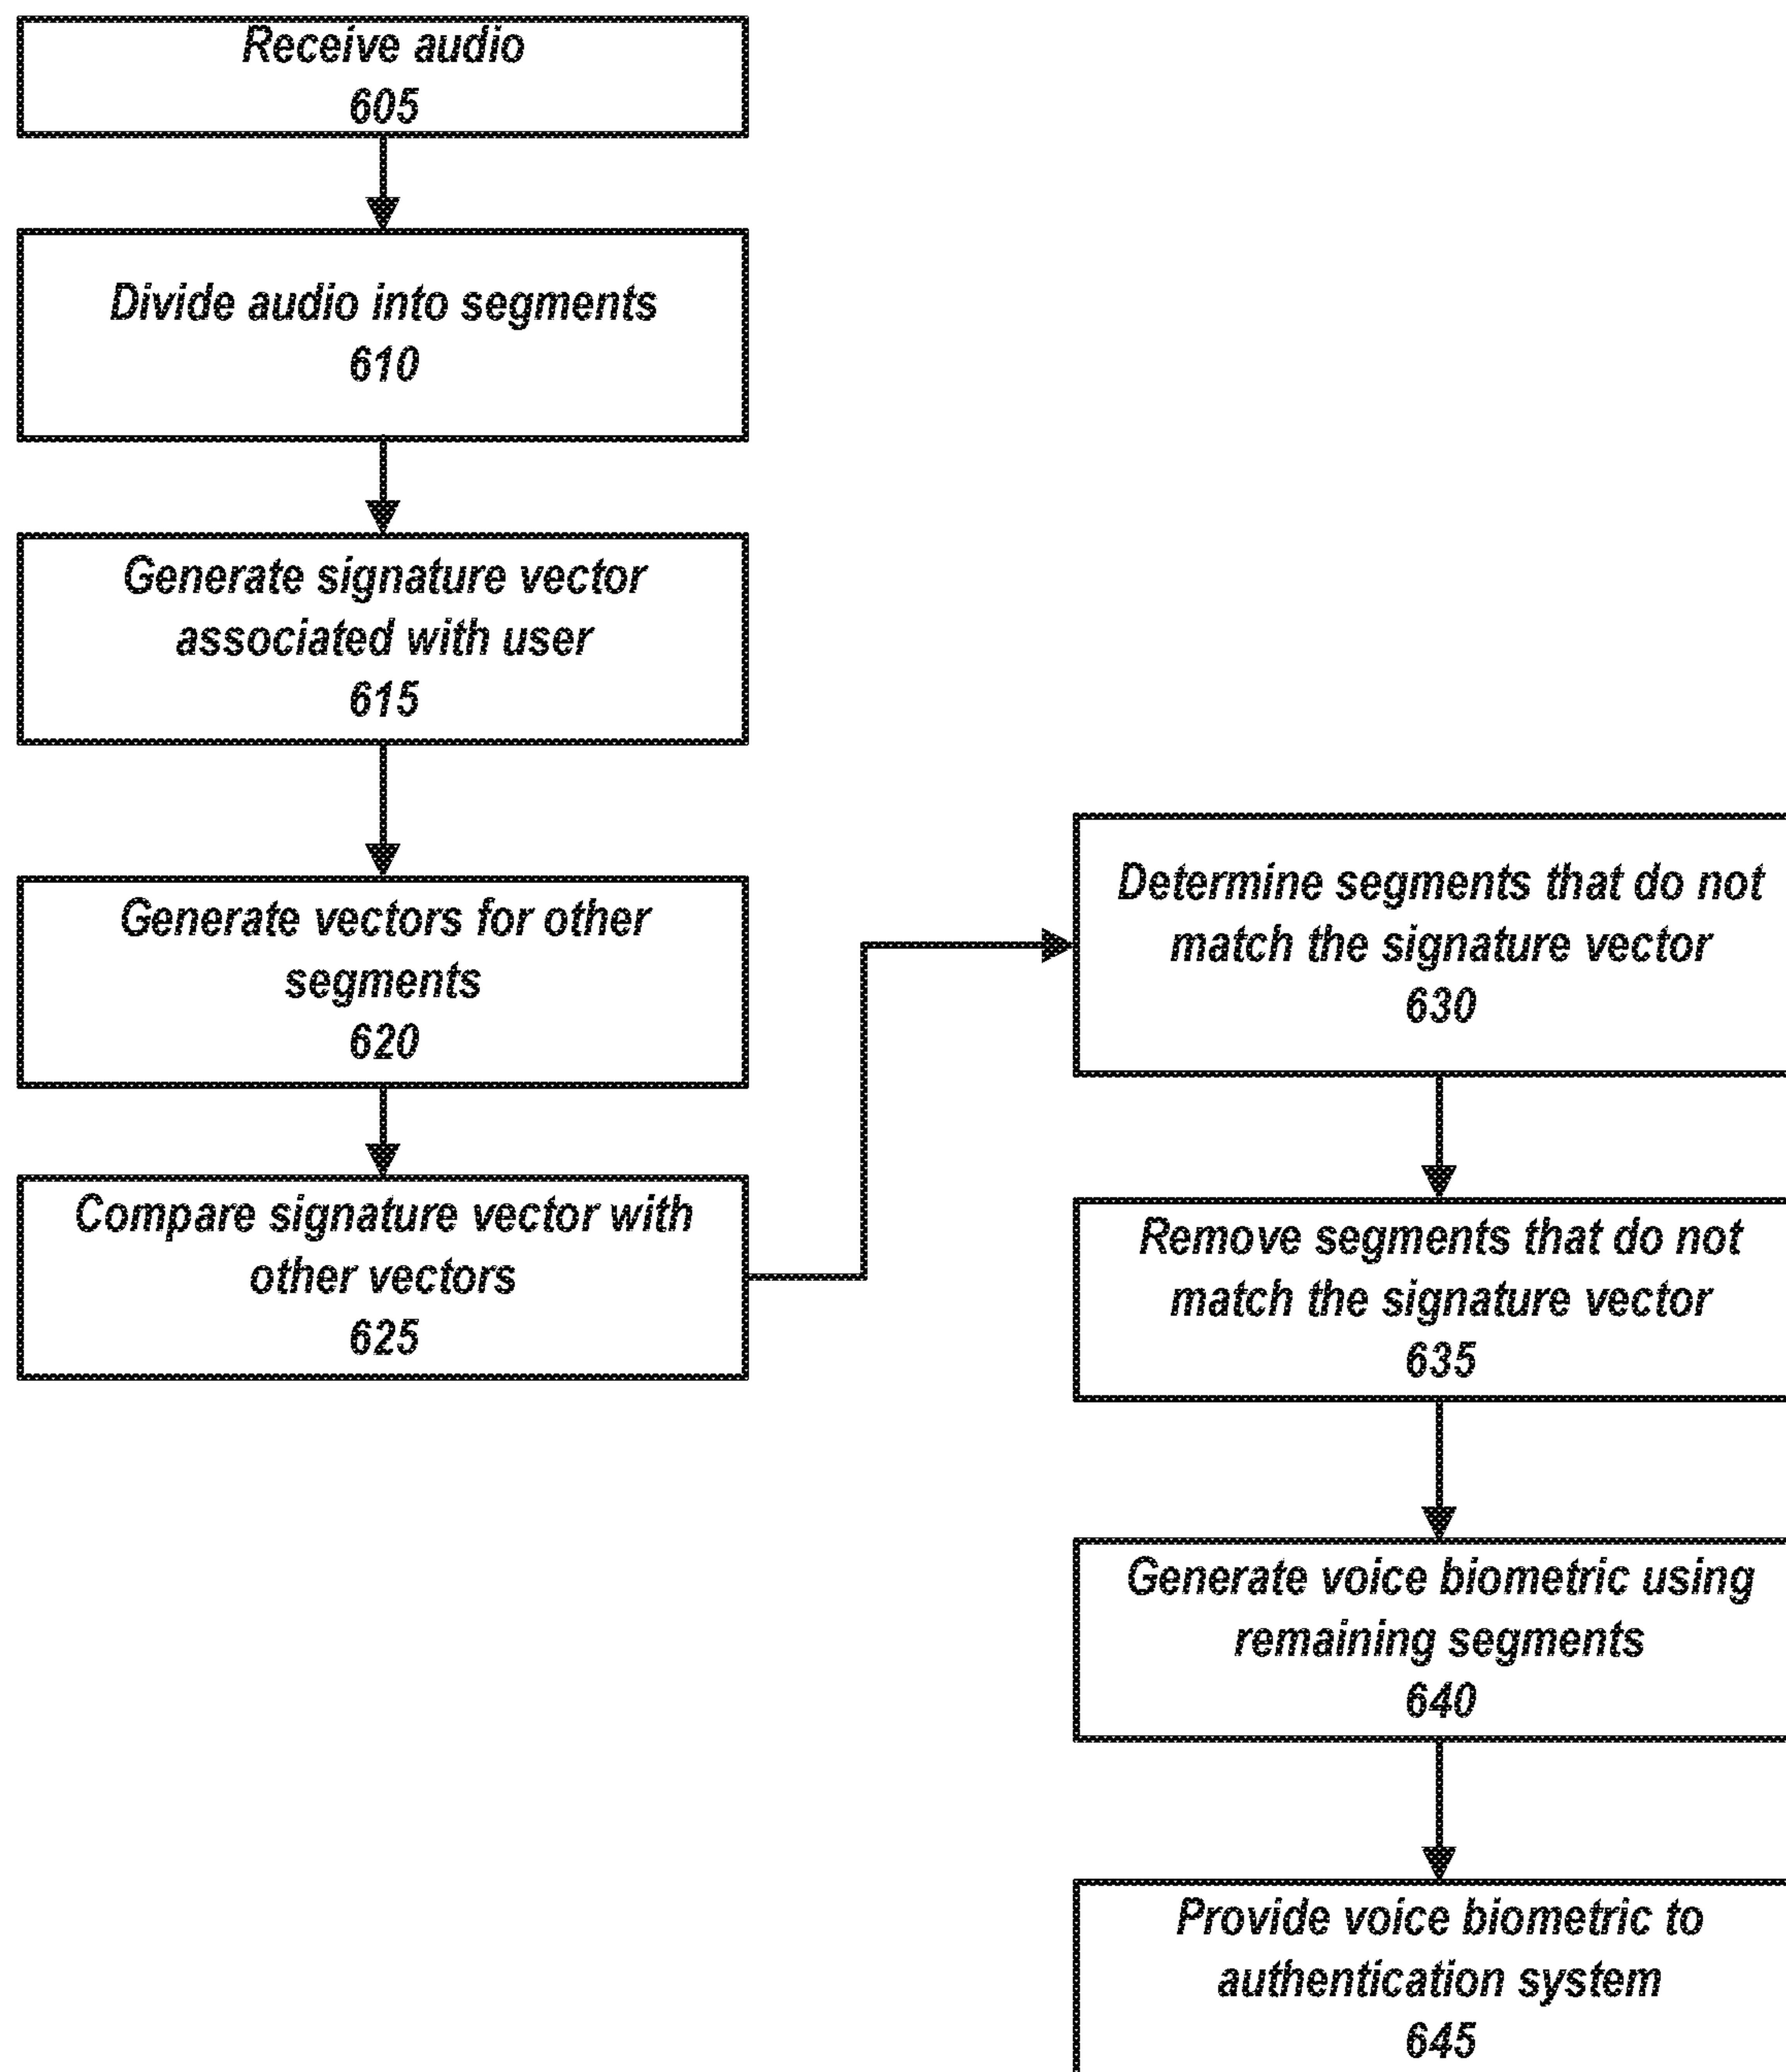 Receive audio
605
Divide audio into segments
610
Generate signature vector
associated with user
615
Generate vectors for other
segments
620
Compare signature vector with
other vectors
625
Determine segments that do not
match the signature vector
630
Remove segments that do not
match the signature vector
635
Generate voice biometric using
remaining segments
640
Provide voice biometric to
authentication system
645